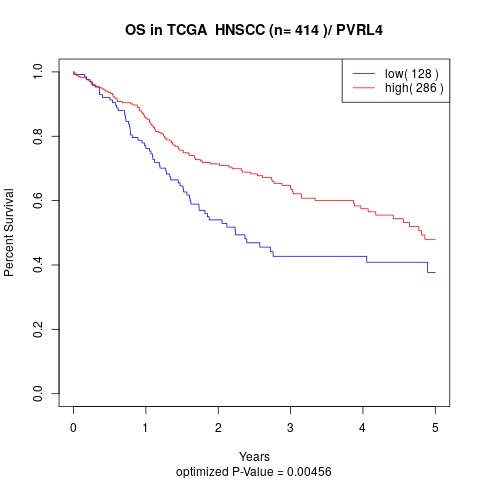 OS in TCGA  HNSCC (n= 414 )/ PVRL4
low( 128 )
high( 286 )
Percent Survival
1.0
0.8
0.6
0.4
0.2
0.0
0 1 2 3 4 5
Years
optimized P-Value = 0.00456